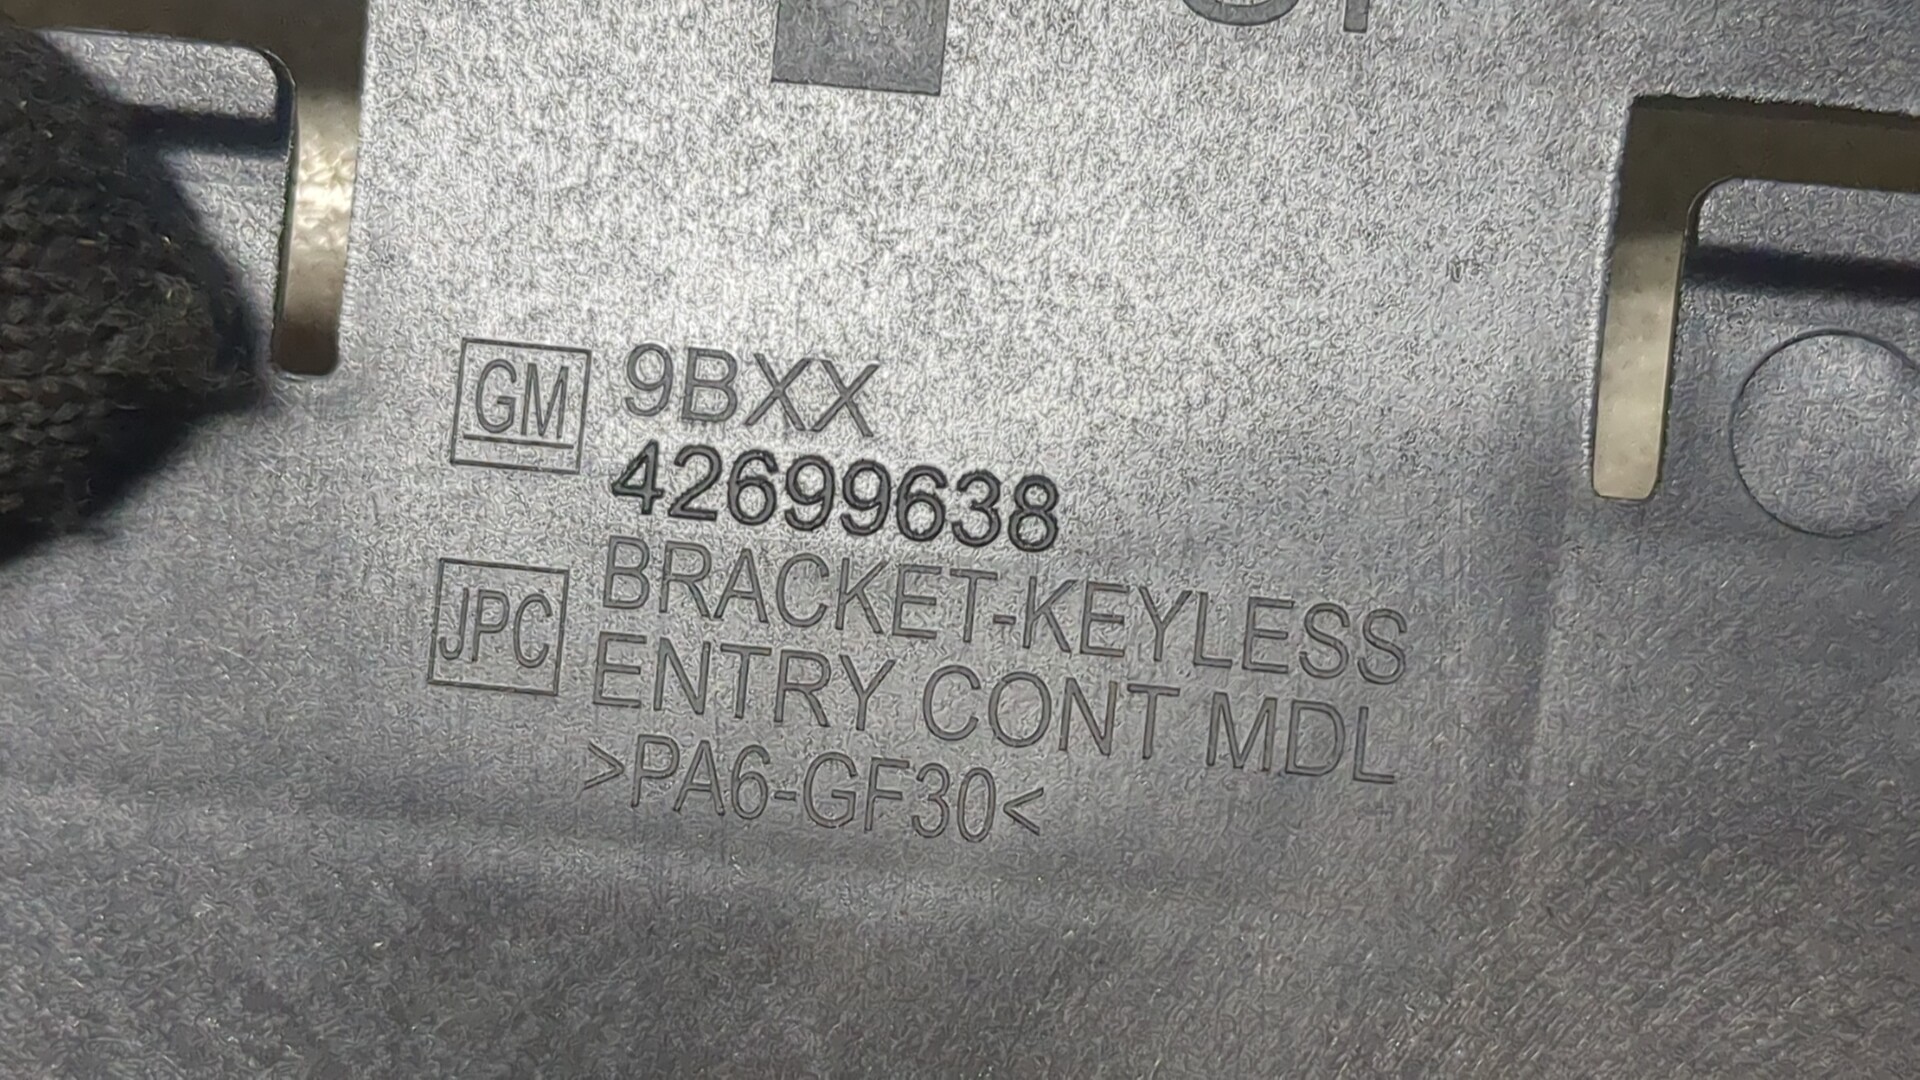 GM 9BXX
42699638
JPC BRACKET-KEYLESS
ENTRY CONT MDL
>PA6-GF30<